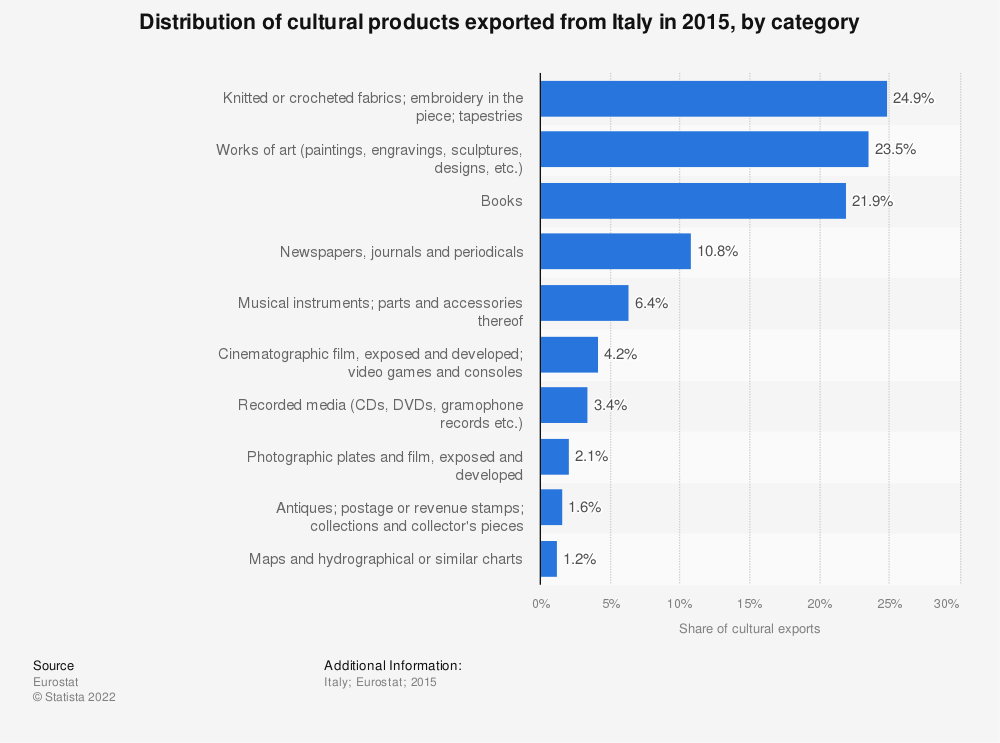 Distribution of cultural products exported from Italy in 2015, by category
Knitted or crocheted fabrics; embroidery in the
piece; tapestries
24.9%
Works of art (paintings, engravings, sculptures,
designs, etc.)
23.5%
Books
21.9%
Newspapers, journals and periodicals
10.8%
Musical instruments; parts and accessories
thereof
6.4%
Cinematographic film, exposed and developed;
video games and consoles
4.2%
Recorded media (CDs, DVDs, gramophone
records etc.)
3.4%
Photographic plates and film, exposed and
developed
2.1%
Antiques; postage or revenue stamps;
collections and collector's pieces
1.6%
Maps and hydrographical or similar charts
1.2%
0% 5% 10% 15% 20% 25% 30%
Share of cultural exports
Source
Eurostat
© Statista 2022
Additional Information:
Italy; Eurostat; 2015